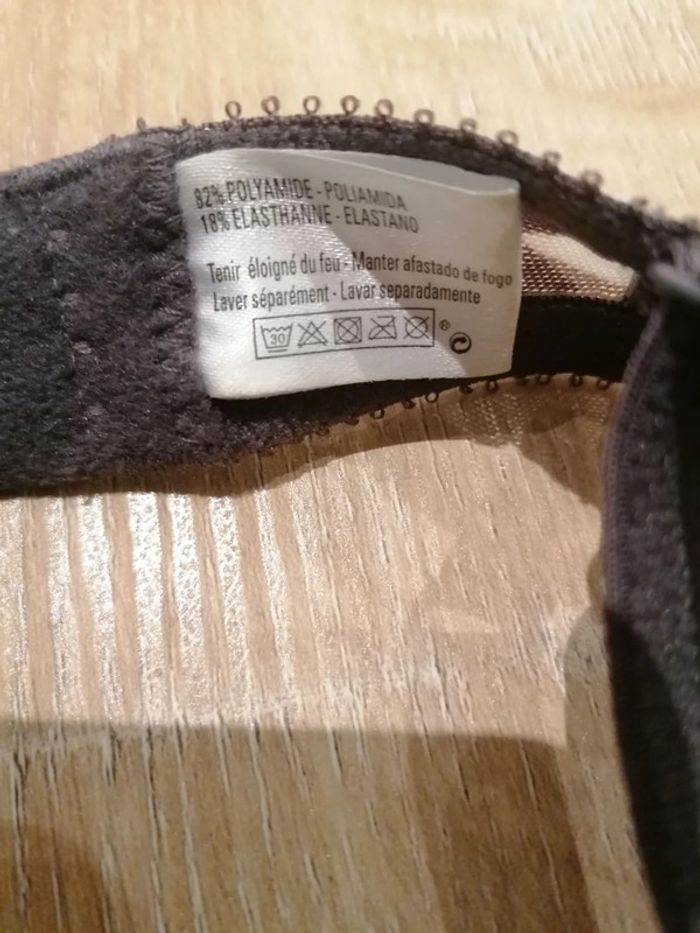 82% POLYAMIDE - POLIAMIDA
18% ELASTHANNE - ELASTANO
Tenir éloigné du feu - Manter afastado de fogo
Laver séparément - Lavar separadamente
30 ®